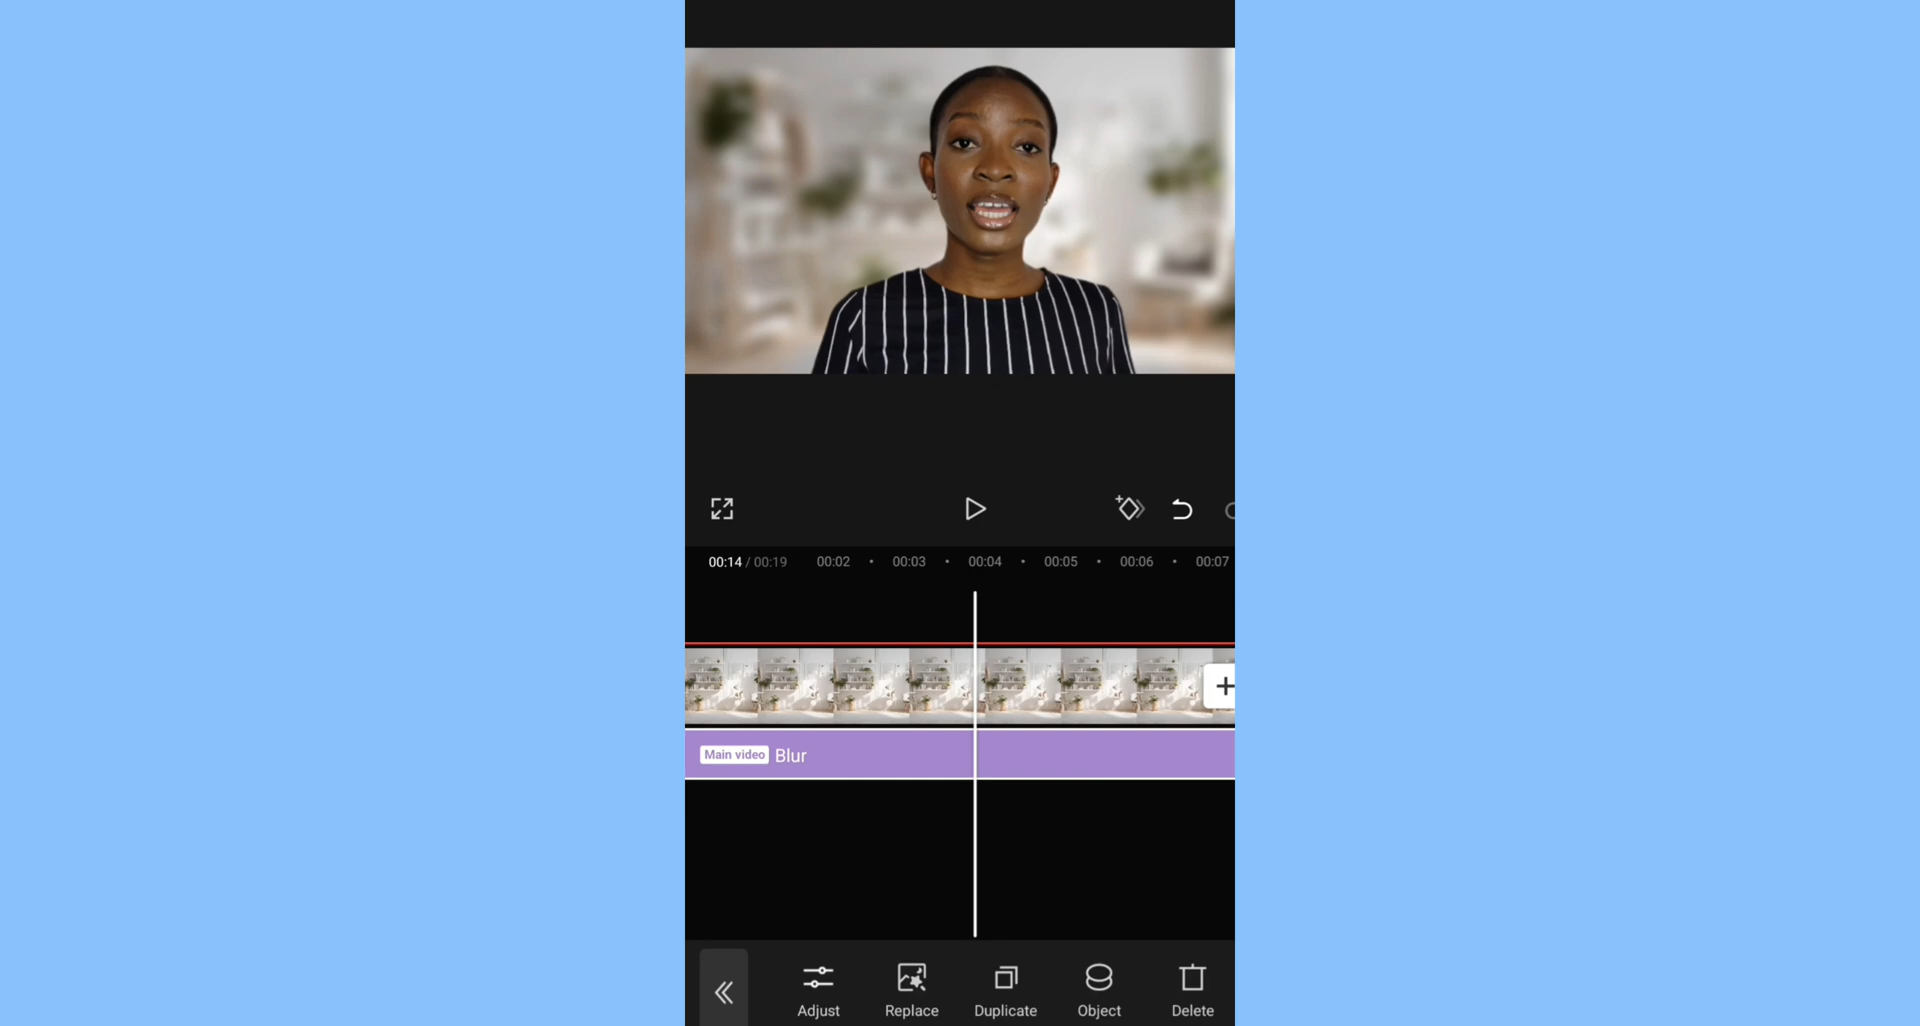 00:14 / 00:19 00:02 • 00:03 • 00:04 • 00:05 • 00:06 • 00:07
Main video Blur
Adjust Replace Duplicate Object Delete